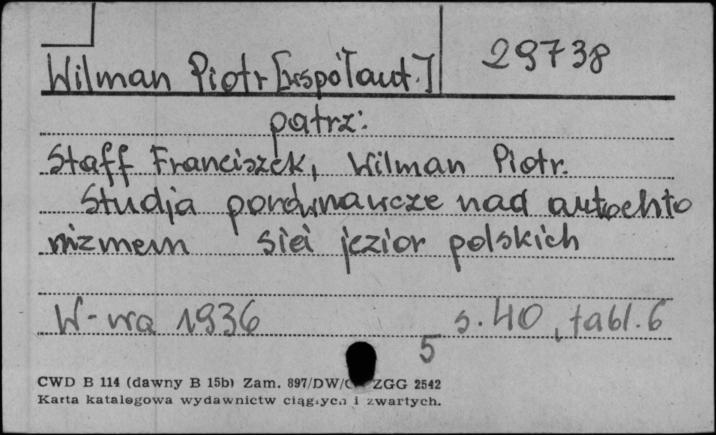 Wilman Piotr [współaut.] 29738
patrz:
Staff Franciszek, Wilman Piotr.
Studja porównawcze nad autochto
nizmem siei jezior polskich
W-wa 1936 s. 40, tabl. 6
5
CWD B 114 (dawny B 15b) Zam. 897/DW/ ZGG 2542
Karta katalogowa wydawnictw ciągłych i zwartych.